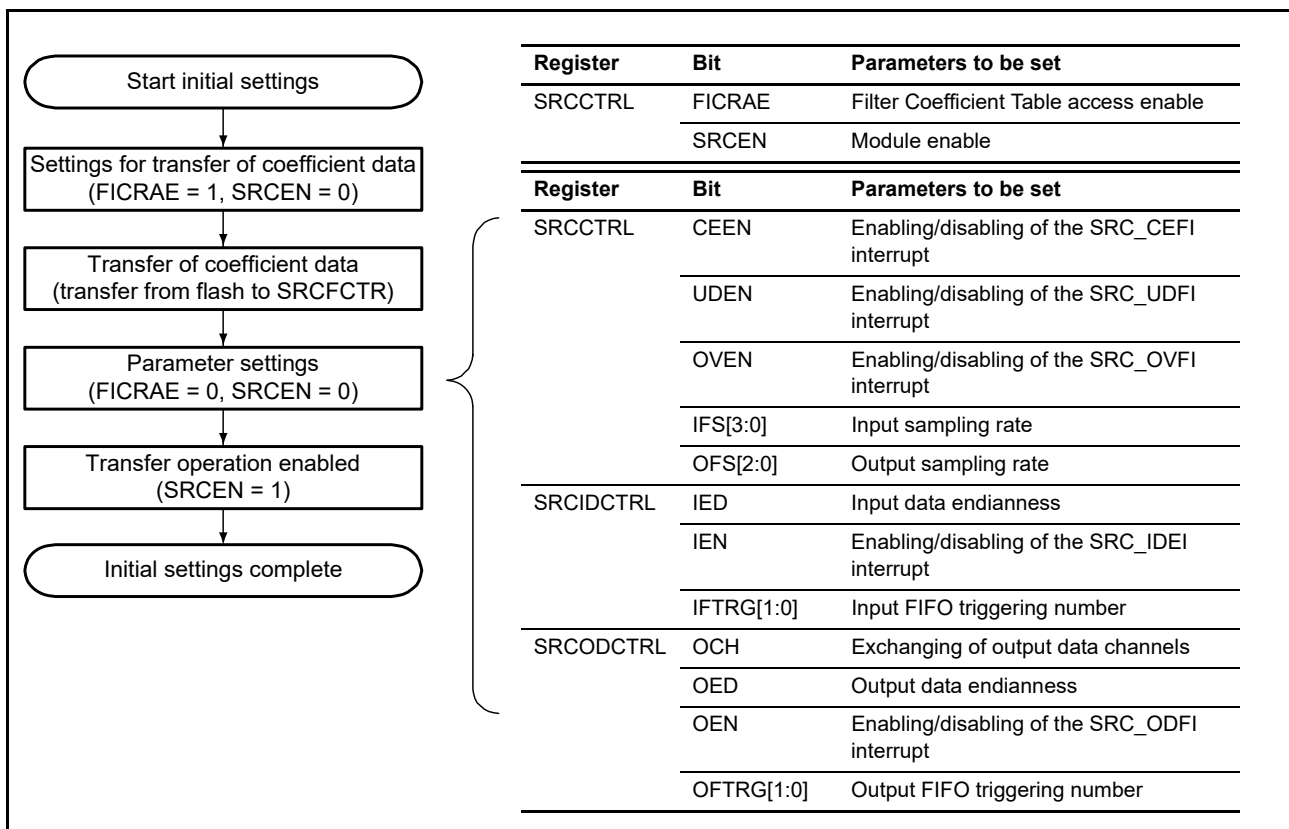 Start initial settings
Settings for transfer of coefficient data
(FICRAE = 1, SRCEN = 0)
Transfer of coefficient data
(transfer from flash to SRCFCTR)
Parameter settings
(FICRAE = 0, SRCEN = 0)
Transfer operation enabled
(SRCEN = 1)
Initial settings complete
Register Bit Parameters to be set
SRCCTRL FICRAE Filter Coefficient Table access enable
SRCEN Module enable
Register Bit Parameters to be set
SRCCTRL CEEN Enabling/disabling of the SRC_CEFI
interrupt
UDEN Enabling/disabling of the SRC_UDFI
interrupt
OVEN Enabling/disabling of the SRC_OVFI
interrupt
IFS[3:0] Input sampling rate
OFS[2:0] Output sampling rate
SRCIDCTRL IED Input data endianness
IEN Enabling/disabling of the SRC_IDEI
interrupt
IFTRG[1:0] Input FIFO triggering number
SRCODCTRL OCH Exchanging of output data channels
OED Output data endianness
OEN Enabling/disabling of the SRC_ODFI
interrupt
OFTRG[1:0] Output FIFO triggering number